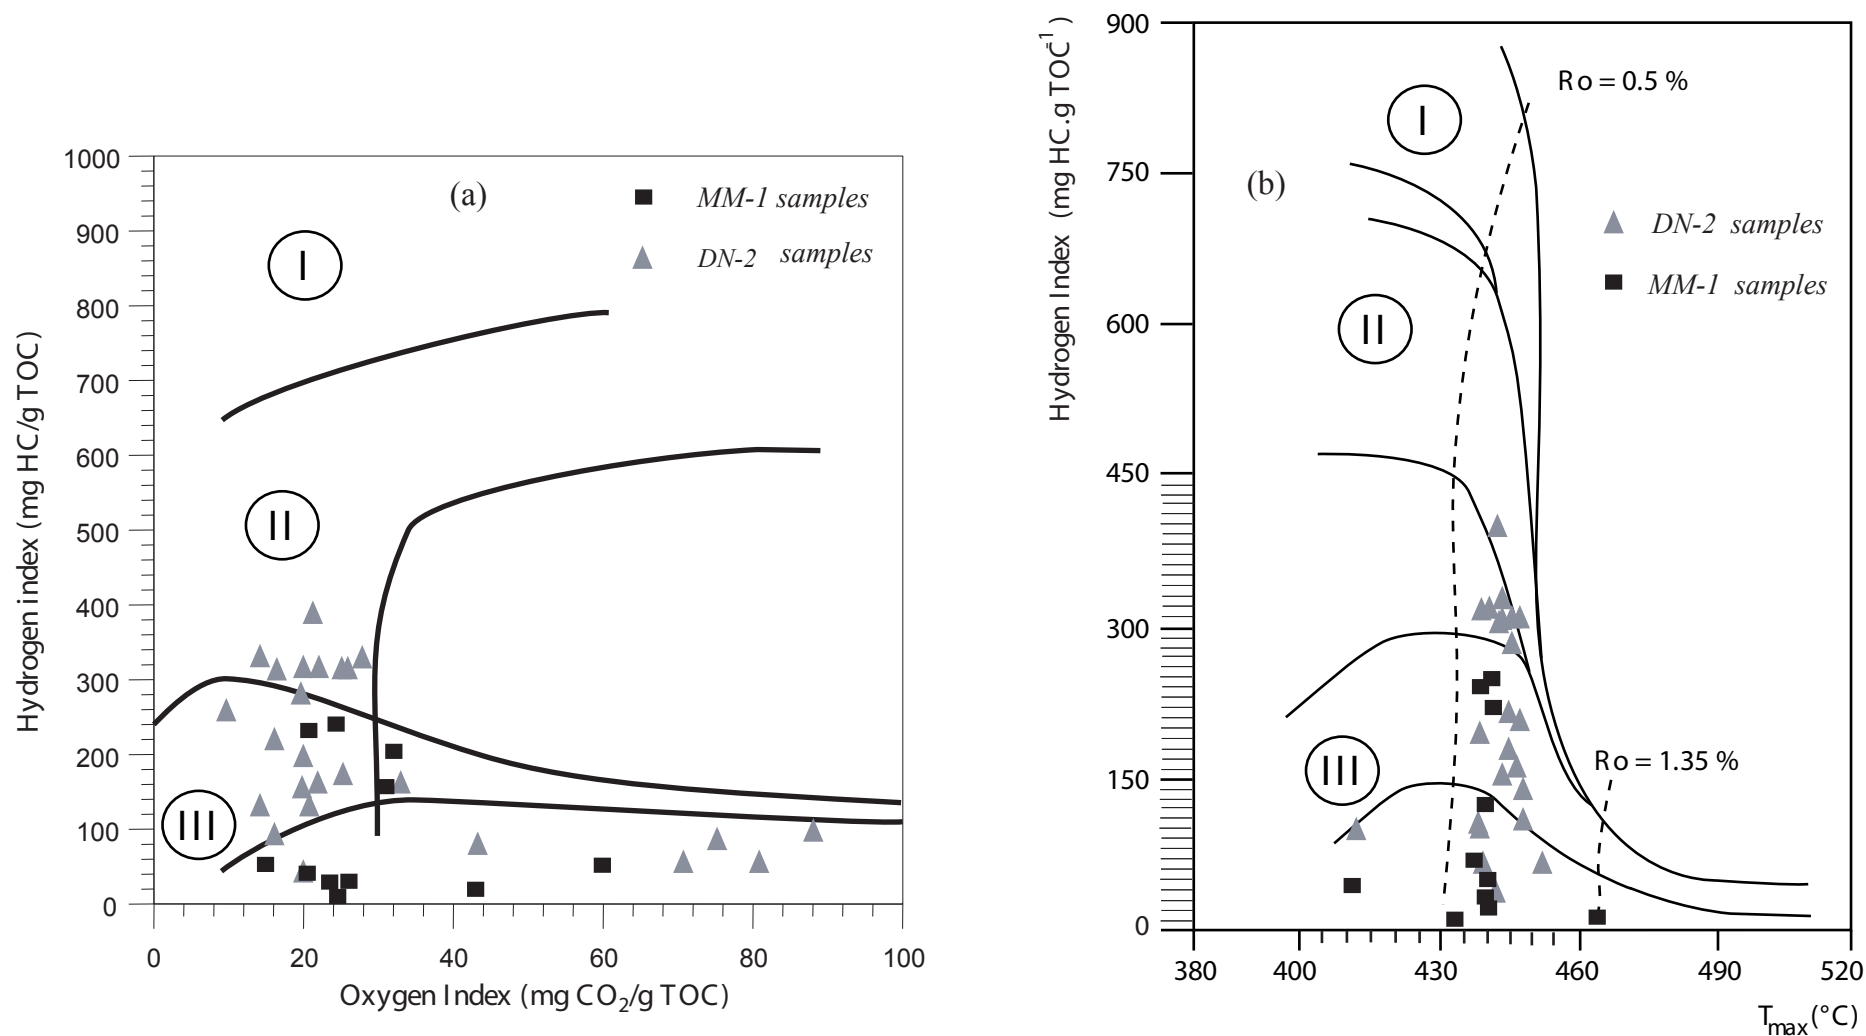 (a)
MM-1 samples
DN-2 samples
I
II
III
1000
900
800
700
600
500
400
300
200
100
0
Hydrogen index (mg HC/g TOC)
0 20 40 60 80 100
Oxygen Index (mg CO2/g TOC)
900
750
600
450
300
150
0
Hydrogen Index (mg HC.g TOC-1)
Ro = 0.5 %
I
(b)
DN-2 samples
MM-1 samples
II
III
Ro = 1.35 %
380 400 430 460 490 520
Tmax (°C)